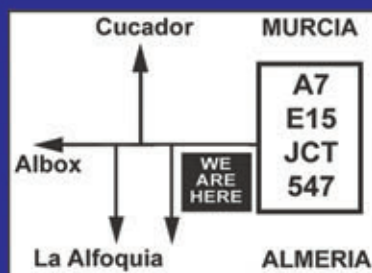 Cucador
MURCIA
A7
E15
JCT
547
Albox
WE
ARE
HERE
La Alfoquia
ALMERIA